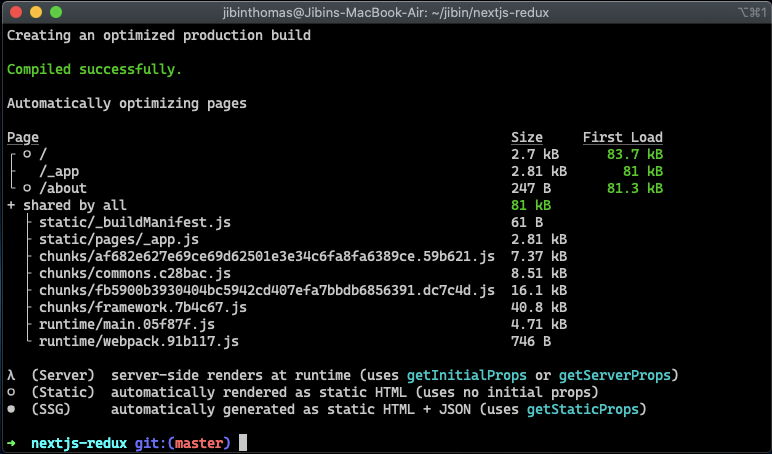 jibinthomas@Jibins-MacBook-Air: ~/jibin/nextjs-redux ⌥⌘1
Creating an optimized production build
Compiled successfully.
Automatically optimizing pages
Page Size First Load
┌ ○ / 2.7 kB 83.7 kB
├   /_app 2.81 kB 81 kB
└ ○ /about 247 B 81.3 kB
+ shared by all 81 kB
├ static/_buildManifest.js 61 B
├ static/pages/_app.js 2.81 kB
├ chunks/af682e627e69ce69d62501e3e34c6fa8fa6389ce.59b621.js 7.37 kB
├ chunks/commons.c28bac.js 8.51 kB
├ chunks/fb5900b3930404bc5942cd407efa7bbdb6856391.dc7c4d.js 16.1 kB
├ chunks/framework.7b4c67.js 40.8 kB
├ runtime/main.05f87f.js 4.71 kB
└ runtime/webpack.91b117.js 746 B
λ (Server) server-side renders at runtime (uses getInitialProps or getServerProps)
○ (Static) automatically rendered as static HTML (uses no initial props)
● (SSG) automatically generated as static HTML + JSON (uses getStaticProps)
➜ nextjs-redux git:(master)